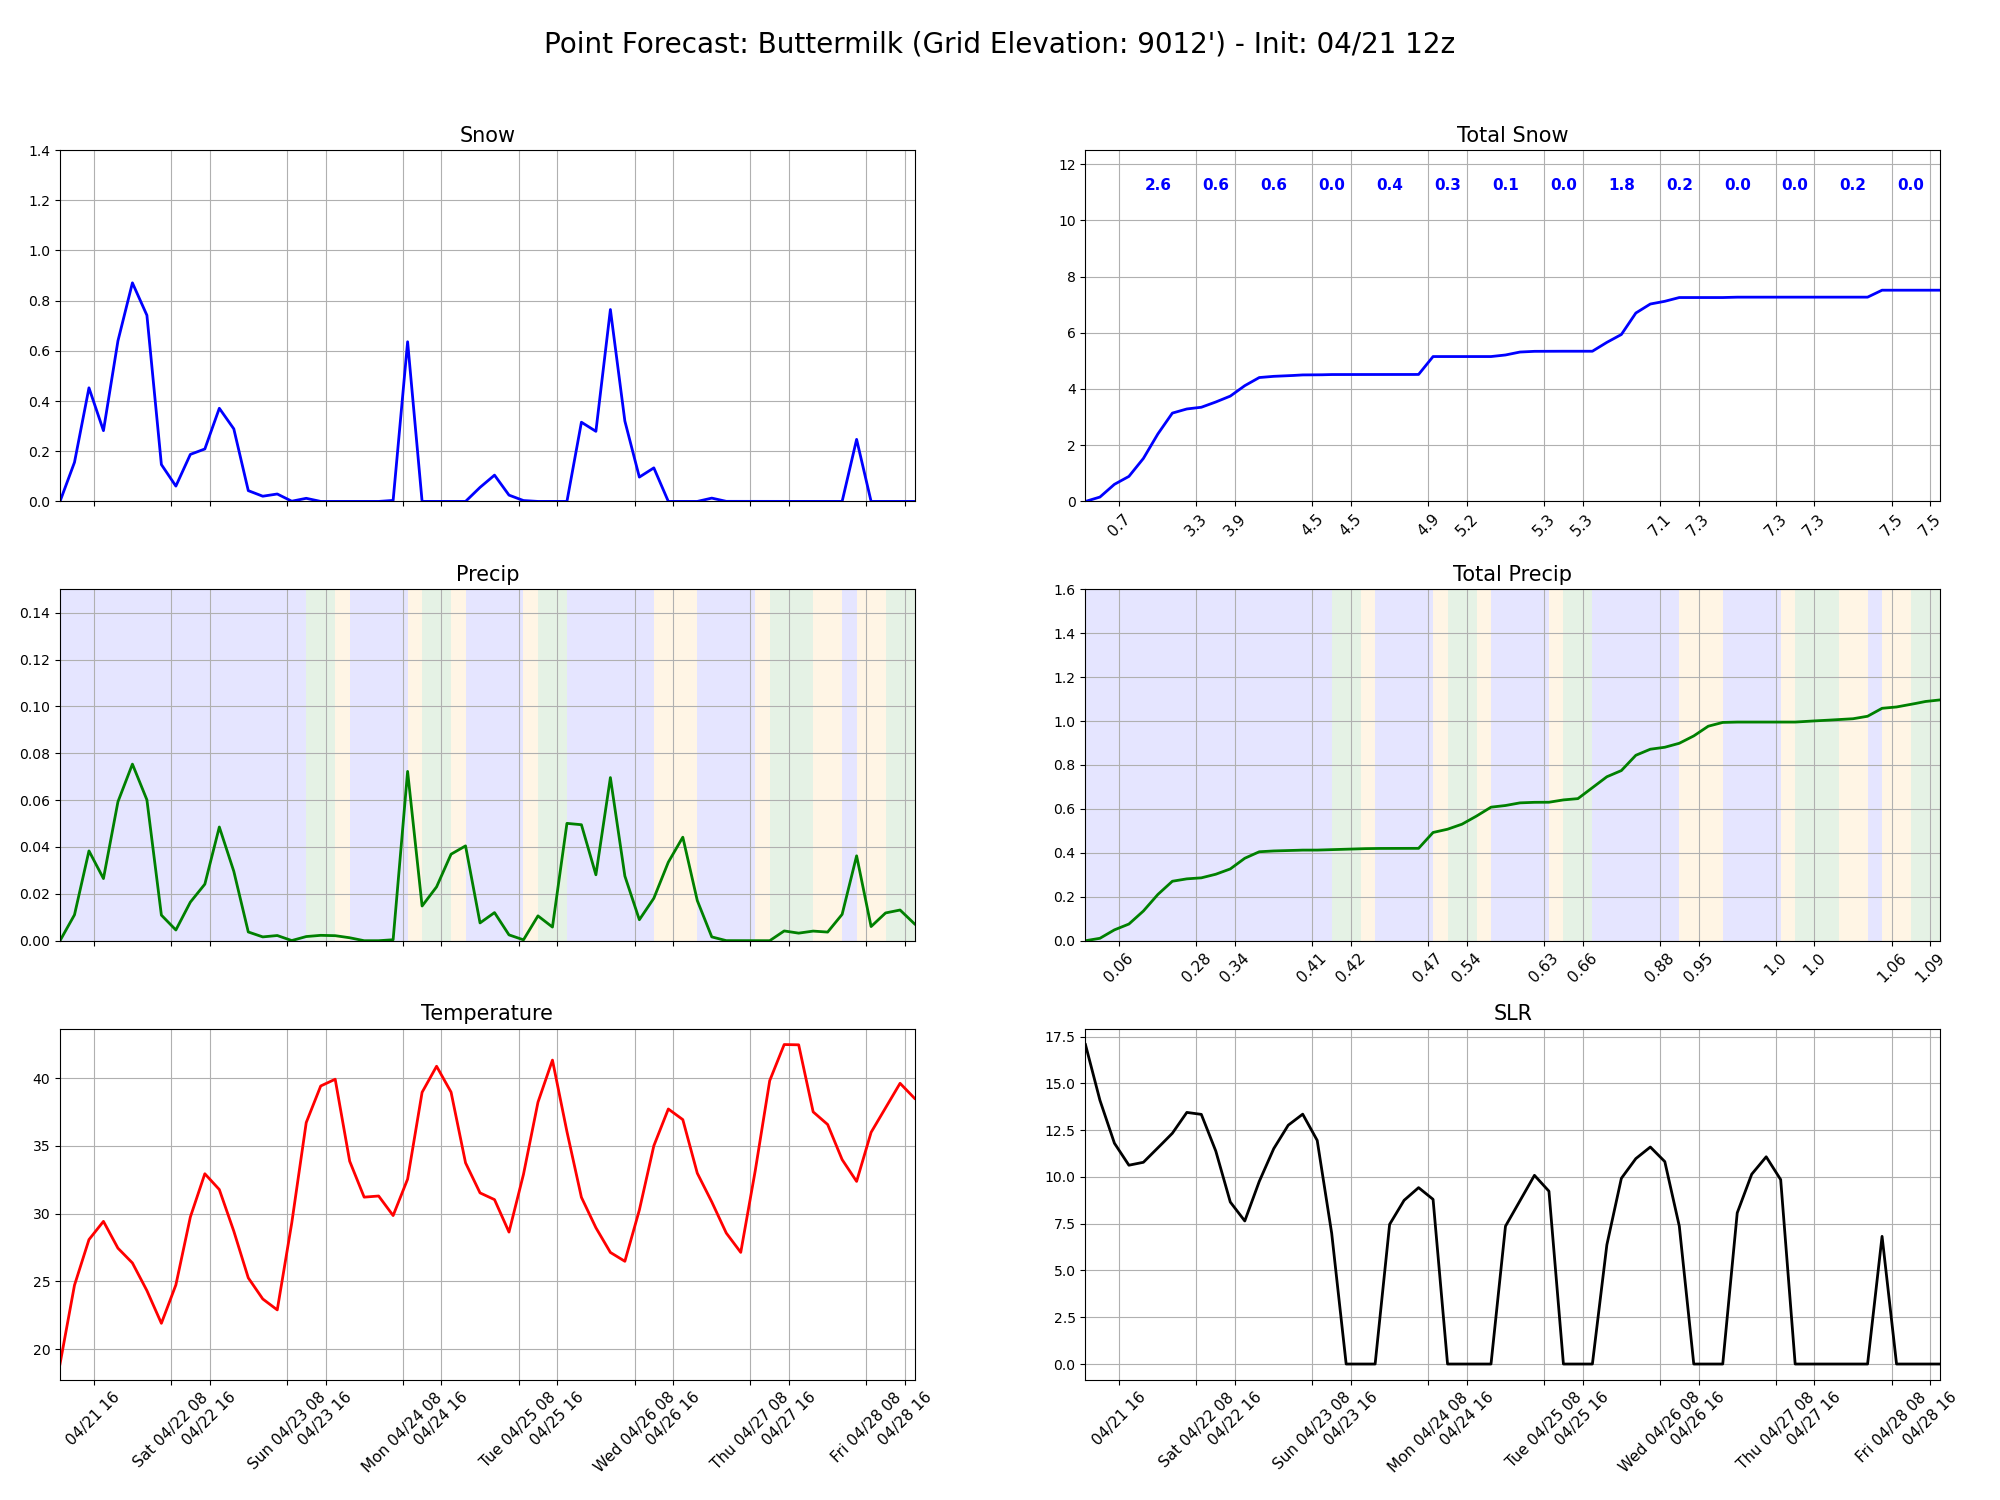 Point Forecast: Buttermilk (Grid Elevation: 9012') - Init: 04/21 12z
Snow
1.4
1.2
1.0
0.8
0.6
0.4
0.2
0.0
Total Snow
12
10
8
6
4
2
0
2.6 0.6 0.6 0.0 0.4 0.3 0.1 0.0 1.8 0.2 0.0 0.0 0.2 0.0
0.7 3.3 3.9 4.5 4.5 4.9 5.2 5.3 5.3 7.1 7.3 7.3 7.3 7.5 7.5
Precip
0.14
0.12
0.10
0.08
0.06
0.04
0.02
0.00
Total Precip
1.6
1.4
1.2
1.0
0.8
0.6
0.4
0.2
0.0
0.06 0.28 0.34 0.41 0.42 0.47 0.54 0.63 0.66 0.88 0.95 1.0 1.0 1.06 1.09
Temperature
40
35
30
25
20
04/21 16
Sat 04/22 08
04/22 16
Sun 04/23 08
04/23 16
Mon 04/24 08
04/24 16
Tue 04/25 08
04/25 16
Wed 04/26 08
04/26 16
Thu 04/27 08
04/27 16
Fri 04/28 08
04/28 16
SLR
17.5
15.0
12.5
10.0
7.5
5.0
2.5
0.0
04/21 16
Sat 04/22 08
04/22 16
Sun 04/23 08
04/23 16
Mon 04/24 08
04/24 16
Tue 04/25 08
04/25 16
Wed 04/26 08
04/26 16
Thu 04/27 08
04/27 16
Fri 04/28 08
04/28 16